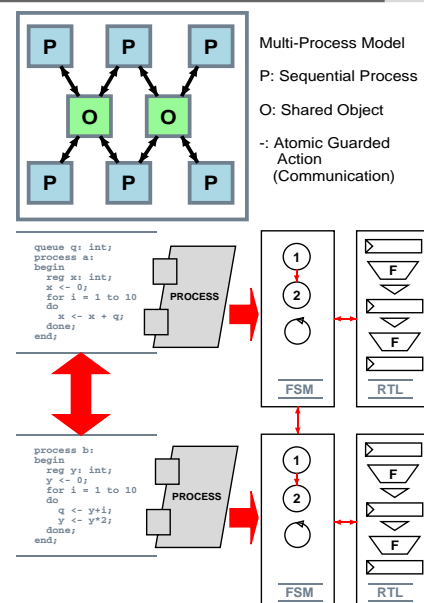 P P P
Multi-Process Model
P: Sequential Process
O O
O: Shared Object
-: Atomic Guarded
Action
(Communication)
P P P
queue q: int;
process a:
begin
reg x: int;
x <- 0;
for i = 1 to 10
do
x <- x + q;
done;
end;
PROCESS
1
2
FSM
F
F
RTL
process b:
begin
reg y: int;
y <- 0;
for i = 1 to 10
do
q <- y+i;
y <- y*2;
done;
end;
PROCESS
1
2
FSM
F
F
RTL